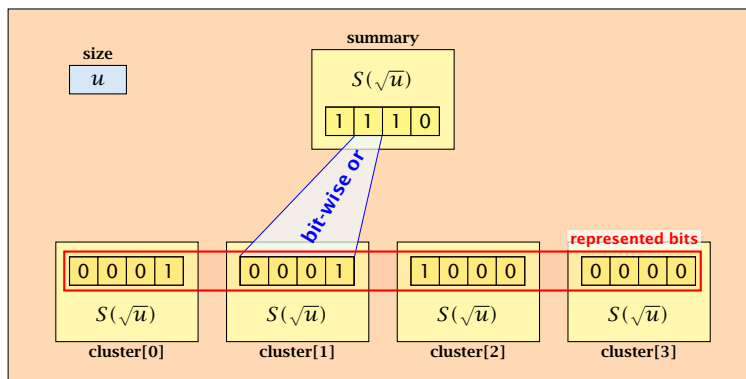 summary
size
u
S(√u)
1 1 1 0
bit-wise or
represented bits
0 0 0 1
0 0 0 1
1 0 0 0
0 0 0 0
S(√u)
S(√u)
S(√u)
S(√u)
cluster[0]
cluster[1]
cluster[2]
cluster[3]